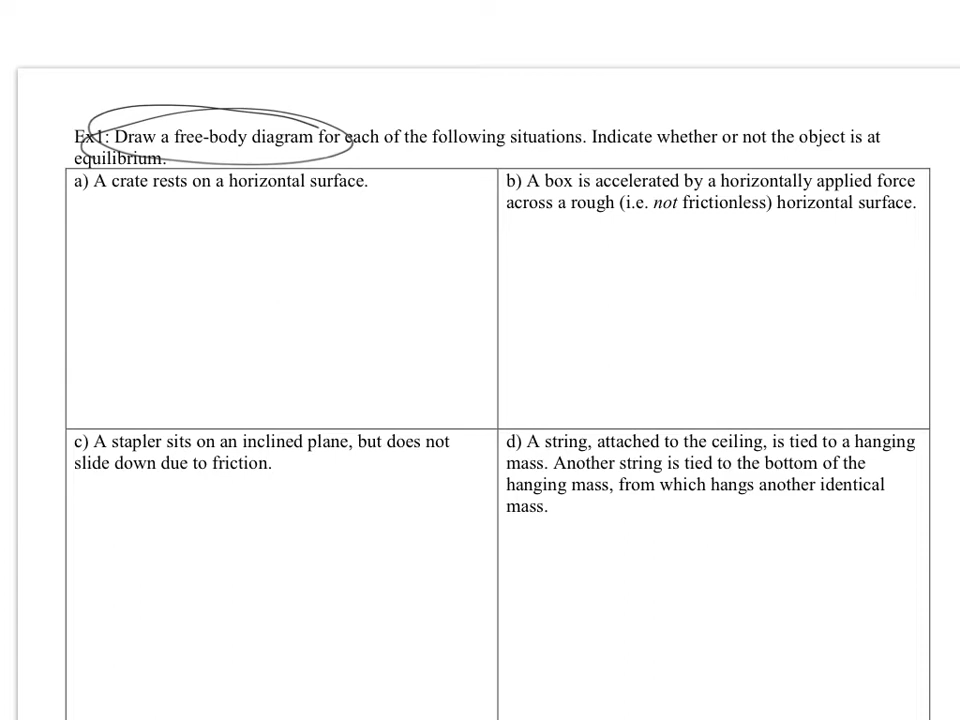 Ex1: Draw a free-body diagram for each of the following situations. Indicate whether or not the object is at
equilibrium.
a) A crate rests on a horizontal surface.
b) A box is accelerated by a horizontally applied force
across a rough (i.e. not frictionless) horizontal surface.
c) A stapler sits on an inclined plane, but does not
slide down due to friction.
d) A string, attached to the ceiling, is tied to a hanging
mass. Another string is tied to the bottom of the
hanging mass, from which hangs another identical
mass.